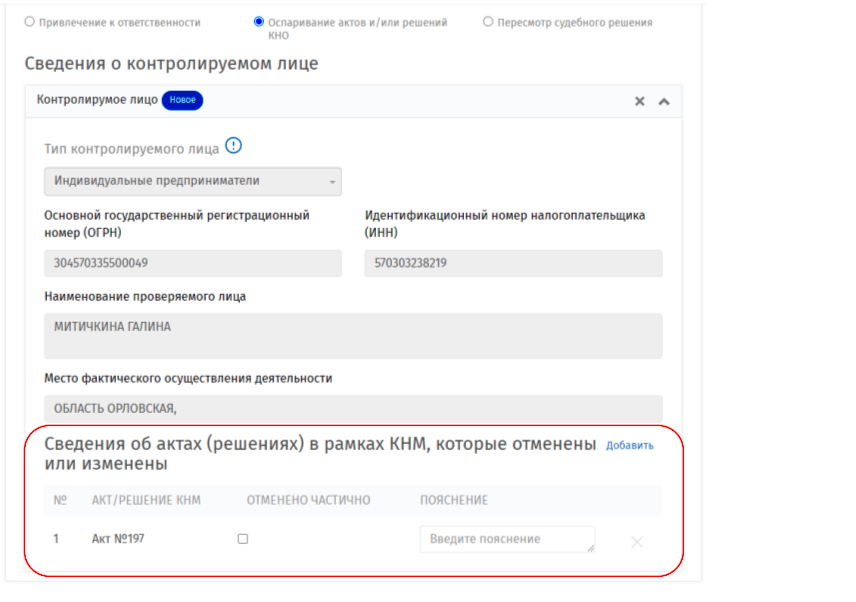 Привлечение к ответственности
Оспаривание актов и/или решений
КНО
Пересмотр судебного решения
Сведения о контролируемом лице
Контролирумое лицо Новое
Тип контролируемого лица
Индивидуальные предприниматели
Основной государственный регистрационный
номер (ОГРН)
Идентификационный номер налогоплательщика
(ИНН)
304570335500049
570303238219
Наименование проверяемого лица
МИТИЧКИНА ГАЛИНА
Место фактического осуществления деятельности
ОБЛАСТЬ ОРЛОВСКАЯ,
Сведения об актах (решениях) в рамках КНМ, которые отменены Добавить
или изменены
№ АКТ/РЕШЕНИЕ КНМ ОТМЕНЕНО ЧАСТИЧНО ПОЯСНЕНИЕ
1 Акт №197 Введите пояснение